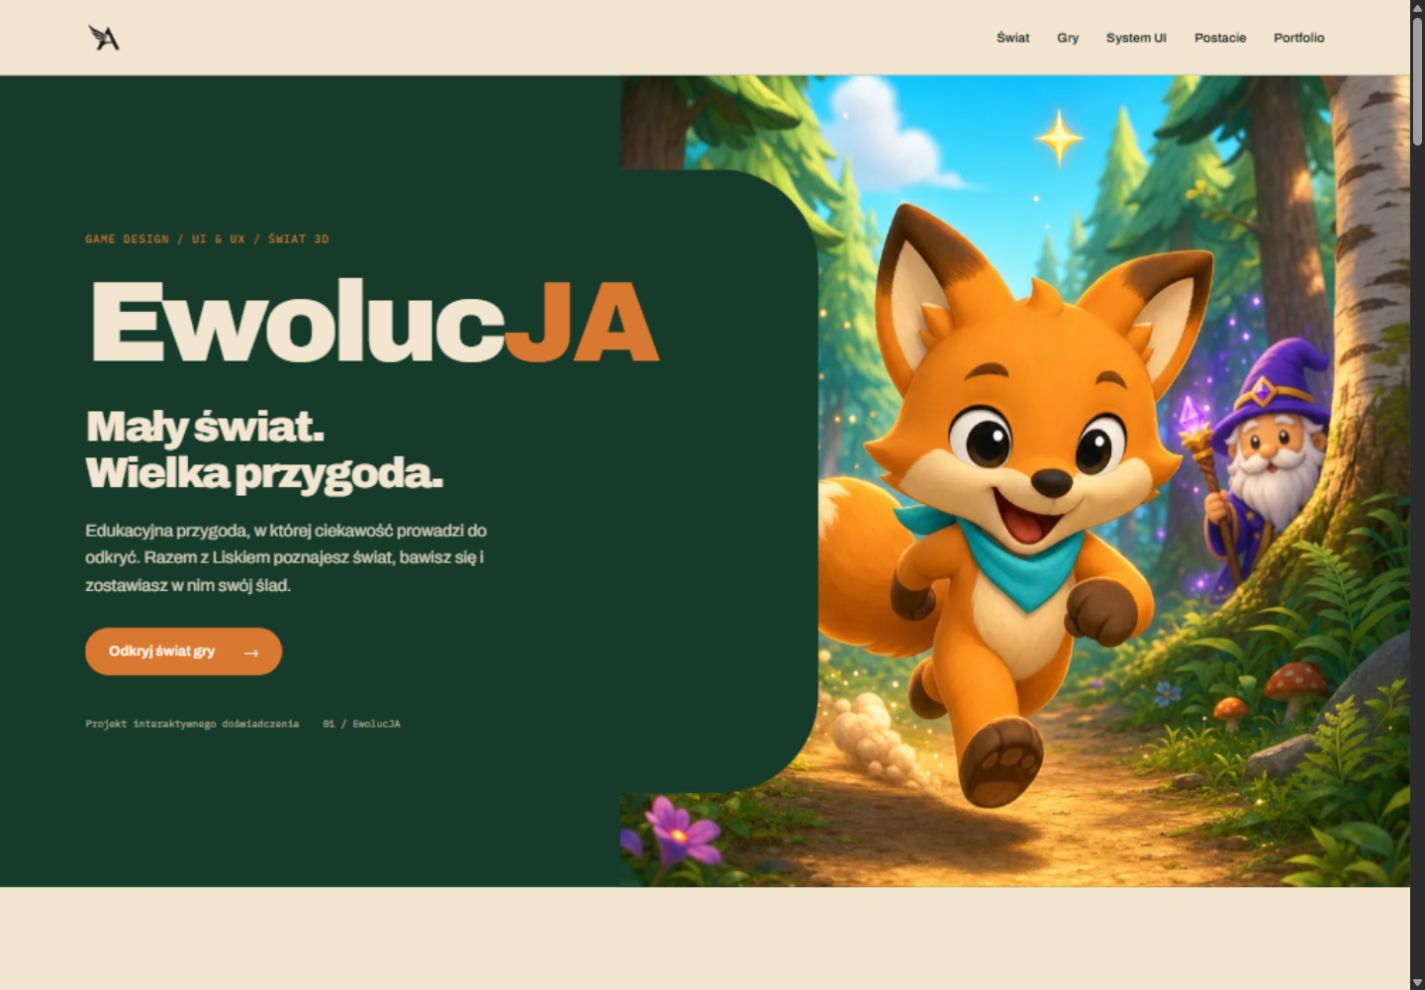 Świat
Gry
System UI
Postacie
Portfolio
GAME DESIGN / UI & UX / ŚWIAT 3D
EwolucJA
Mały świat.
Wielka przygoda.
Edukacyjna przygoda, w której ciekawość prowadzi do
odkryć. Razem z Liskiem poznajesz świat, bawisz się i
zostawiasz w nim swój ślad.
Odkryj świat gry →
Projekt interaktywnego doświadczenia 01 / EwolucJA